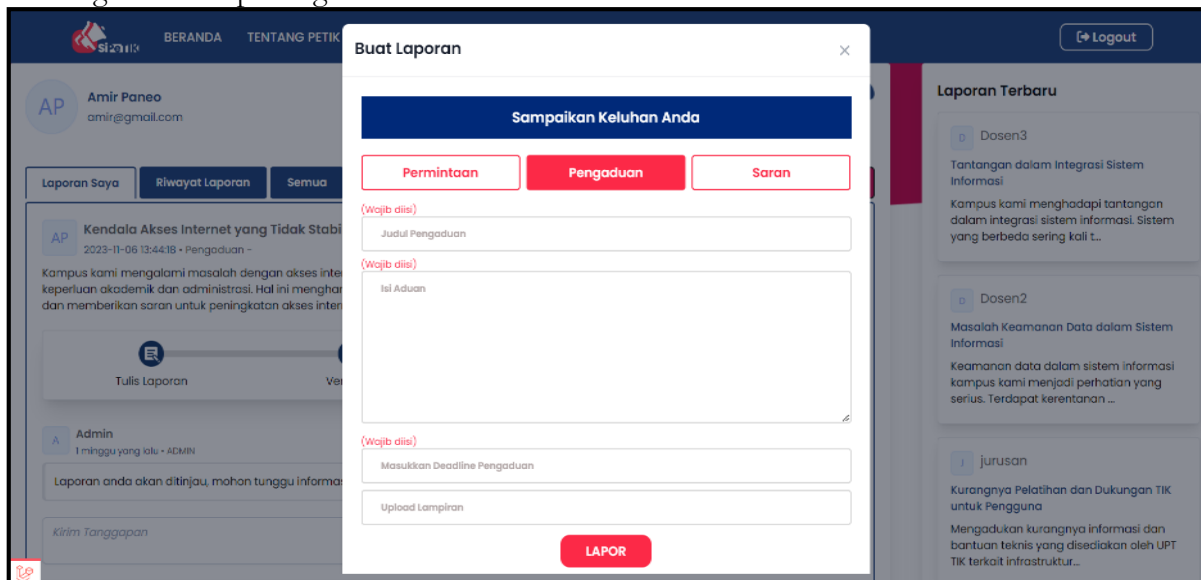 BERANDA TENTANG PETIK
Logout
AP
Amir Paneo
amir@gmail.com
Laporan Saya Riwayat Laporan Semua
AP
Kendala Akses Internet yang Tidak Stabi
2023-11-06 13:44:18 • Pengaduan -
Kampus kami mengalami masalah dengan akses inte
keperluan akademik dan administrasi. Hal ini menghar
dan memberikan saran untuk peningkatan akses inter
Tulis Laporan Ver
A
Admin
1 minggu yang lalu • ADMIN
Laporan anda akan ditinjau, mohon tunggu informa
Kirim Tanggapan
Buat Laporan ×
Sampaikan Keluhan Anda
Permintaan Pengaduan Saran
(Wajib diisi)
Judul Pengaduan
(Wajib diisi)
Isi Aduan
(Wajib diisi)
Masukkan Deadline Pengaduan
Upload Lampiran
LAPOR
Laporan Terbaru
D Dosen3
Tantangan dalam Integrasi Sistem
Informasi
Kampus kami menghadapi tantangan
dalam integrasi sistem informasi. Sistem
yang berbeda sering kali t...
D Dosen2
Masalah Keamanan Data dalam Sistem
Informasi
Keamanan data dalam sistem informasi
kampus kami menjadi perhatian yang
serius. Terdapat kerentanan ...
j jurusan
Kurangnya Pelatihan dan Dukungan TIK
untuk Pengguna
Mengadukan kurangnya informasi dan
bantuan teknis yang disediakan oleh UPT
TIK terkait infrastruktur...